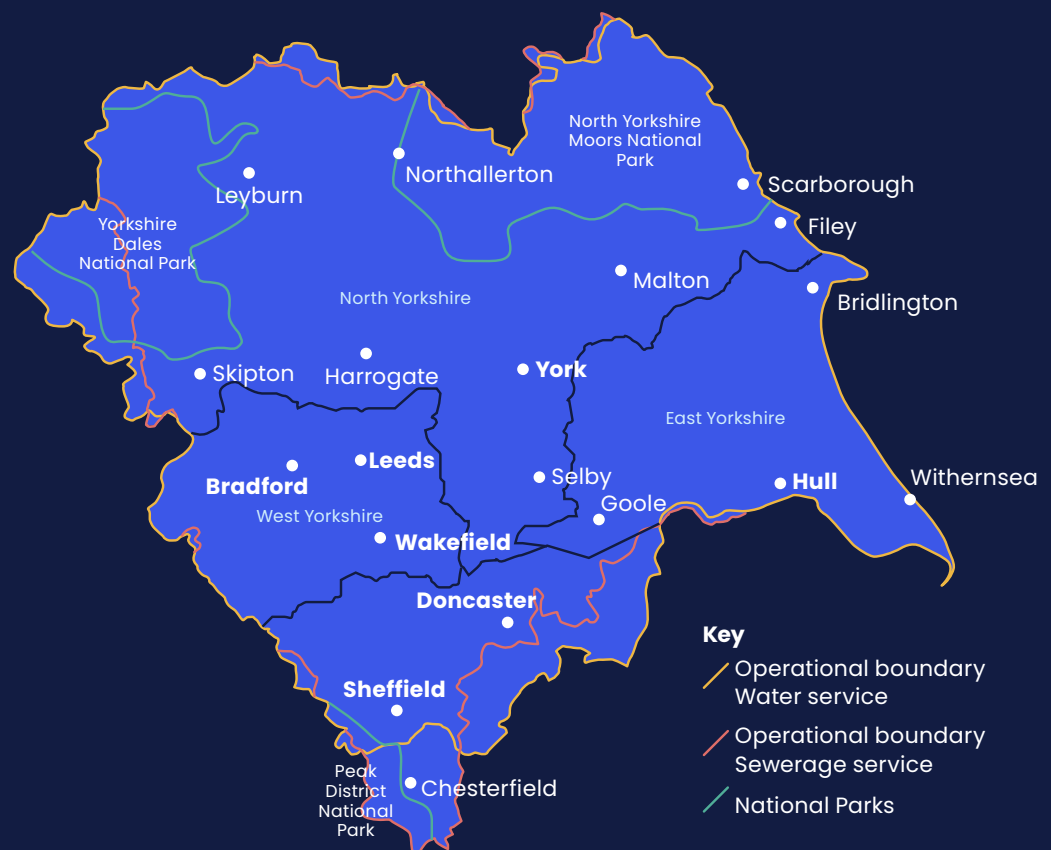 North Yorkshire
Moors National
Park
Northallerton
Scarborough
Leyburn
Filey
Yorkshire
Dales
National Park
Malton
North Yorkshire
Bridlington
Skipton
Harrogate
York
East Yorkshire
Leeds
Bradford
Selby
Hull
Withernsea
Goole
West Yorkshire
Wakefield
Doncaster
Sheffield
Peak
District
National
Park
Chesterfield
Key
Operational boundary
Water service
Operational boundary
Sewerage service
National Parks